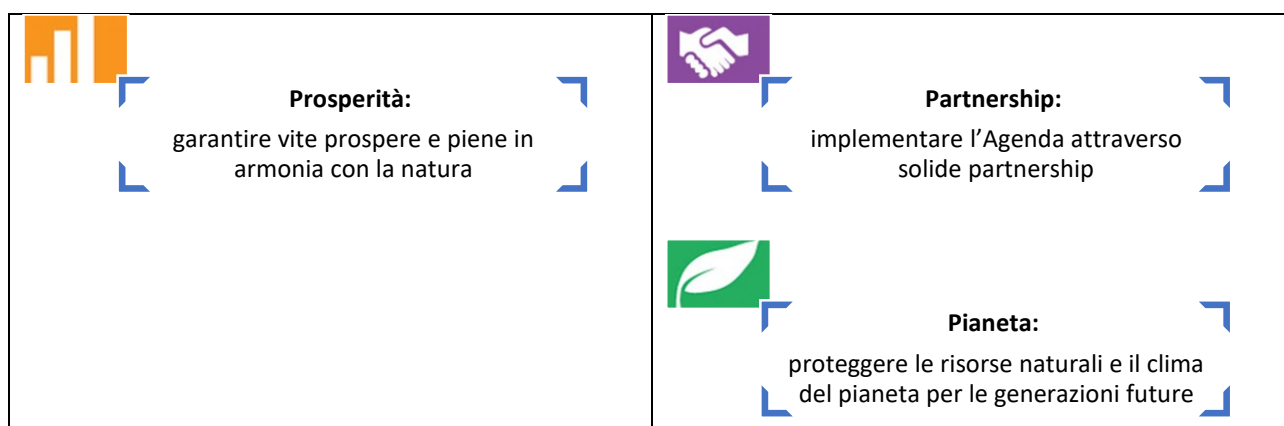 Prosperità:
garantire vite prospere e piene in
armonia con la natura
Partnership:
implementare l’Agenda attraverso
solide partnership
Pianeta:
proteggere le risorse naturali e il clima
del pianeta per le generazioni future